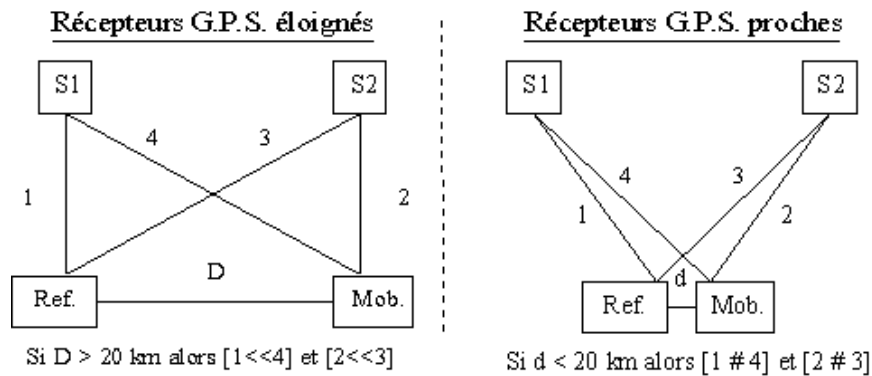 Récepteurs G.P.S. éloignés
S1
S2
4
3
1
2
D
Ref.
Mob.
Si D > 20 km alors [1<<4] et [2<<3]
Récepteurs G.P.S. proches
S1
S2
4
3
1
2
d
Ref.
Mob.
Si d < 20 km alors [1 # 4] et [2 # 3]